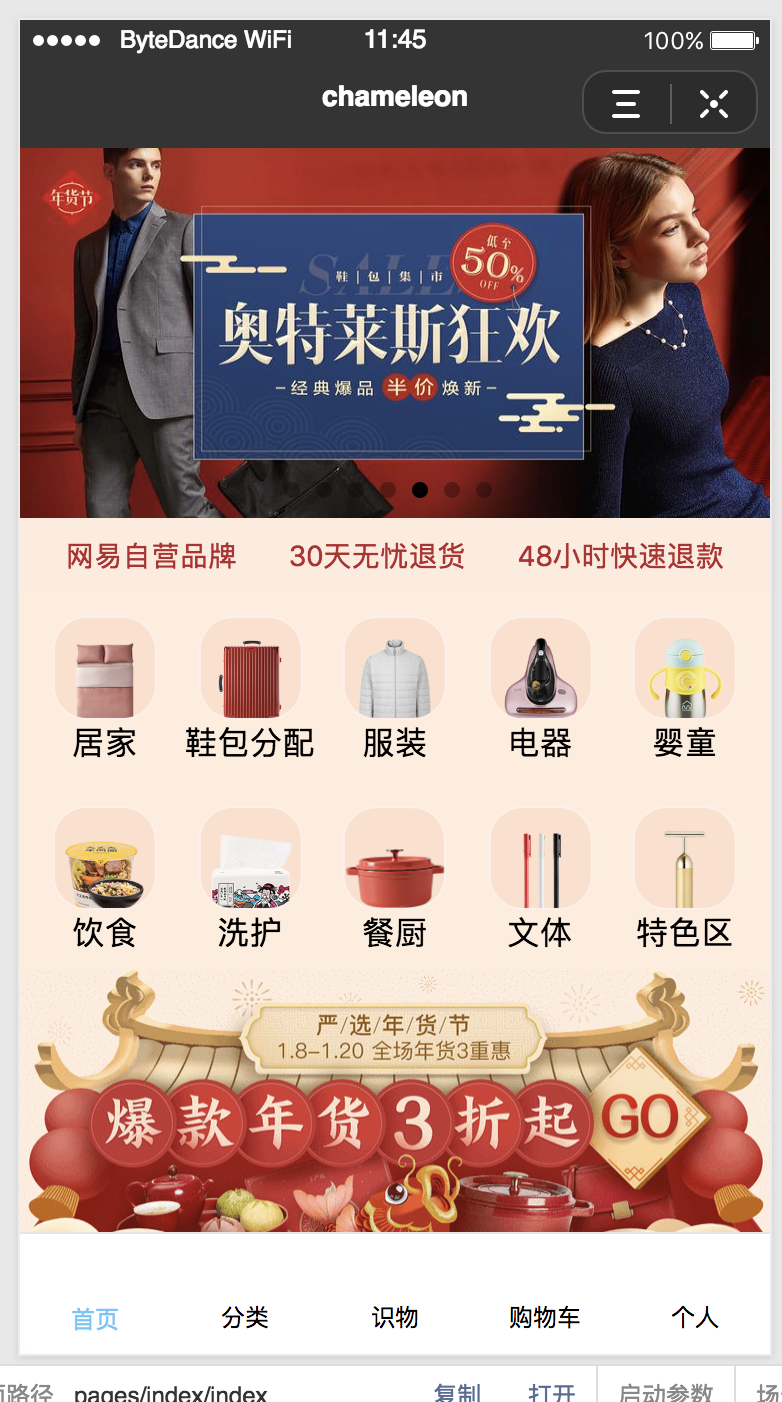 ByteDance WiFi 11:45 100%
chameleon
年货节
SALE
鞋|包|集|市
低至
50%
OFF
奥特莱斯狂欢
经典爆品 半价 焕新
网易自营品牌 30天无忧退货 48小时快速退款
居家 鞋包分配 服装 电器 婴童
饮食 洗护 餐厨 文体 特色区
严/选/年/货/节
1.8-1.20 全场年货3重惠
爆款年货3折起 GO
首页 分类 识物 购物车 个人
路径 pages/index/index 复制 打开 启动参数 场